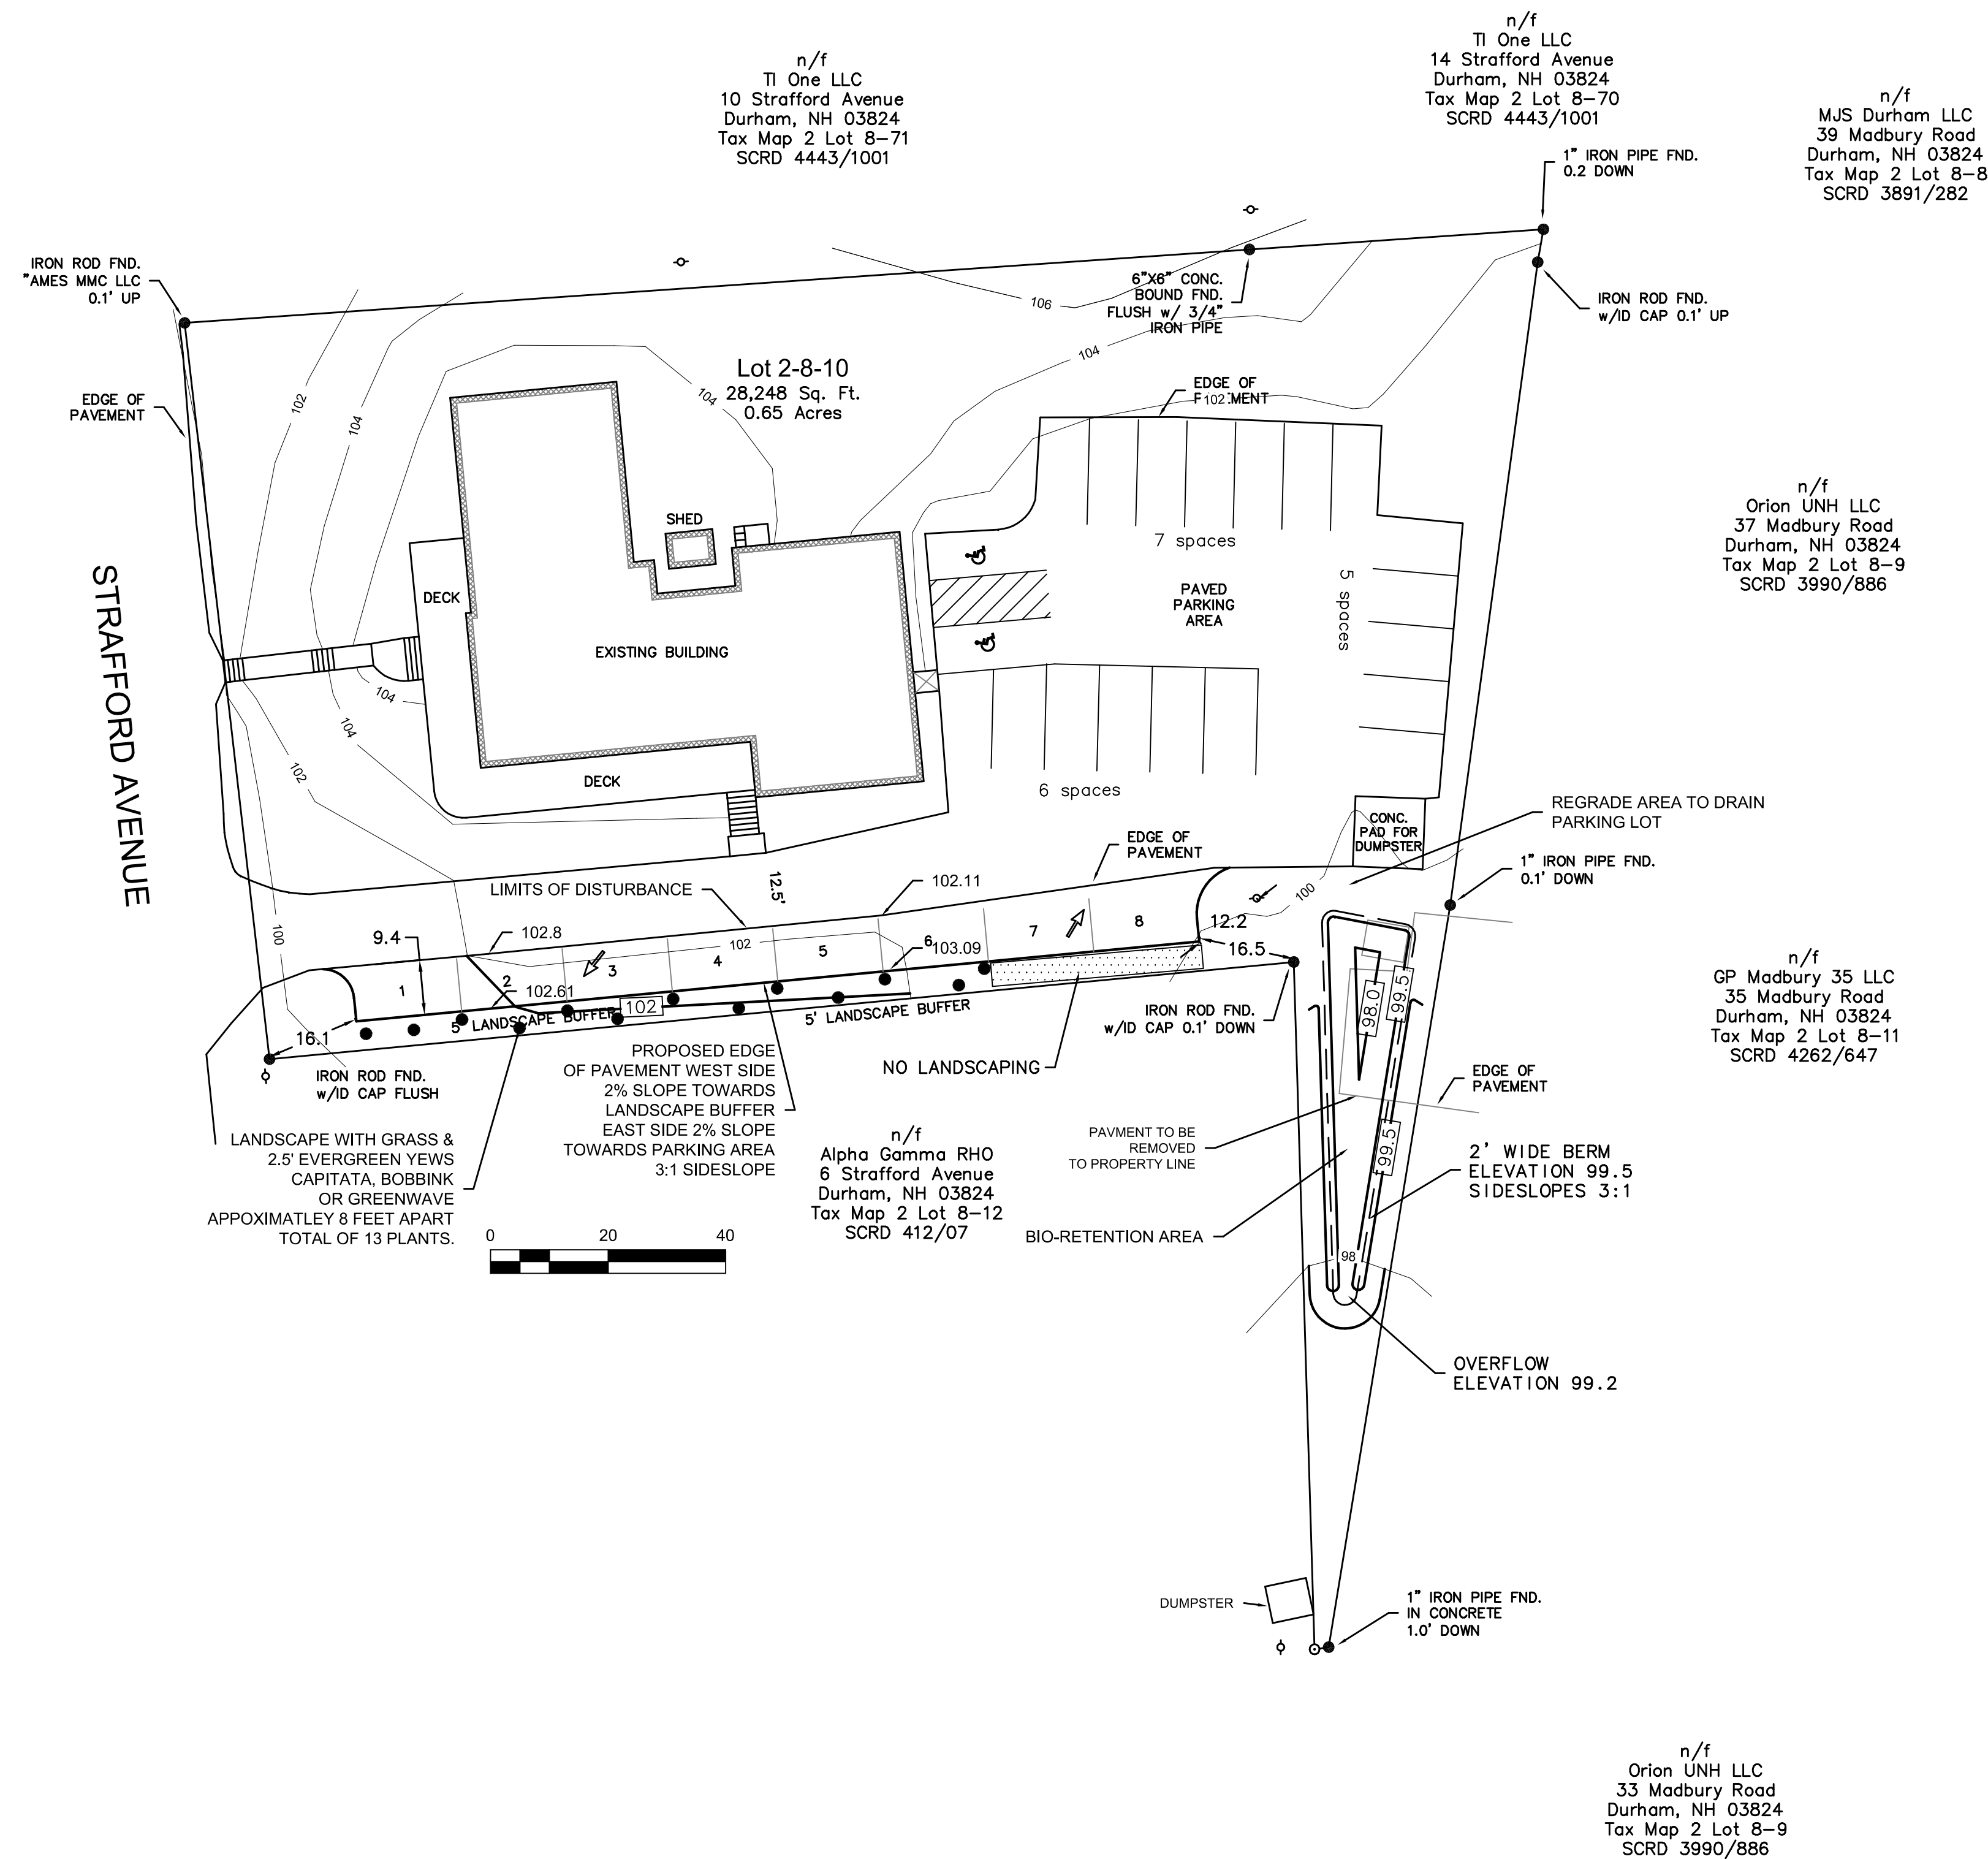 n/f
TI One LLC
10 Strafford Avenue
Durham, NH 03824
Tax Map 2 Lot 8-71
SCRD 4443/1001
n/f
TI One LLC
14 Strafford Avenue
Durham, NH 03824
Tax Map 2 Lot 8-70
SCRD 4443/1001
n/f
MJS Durham LLC
39 Madbury Road
Durham, NH 03824
Tax Map 2 Lot 8-8
SCRD 3891/282
1" IRON PIPE FND.
0.2 DOWN
IRON ROD FND.
"AMES MMC LLC
0.1' UP
6"X6" CONC.
BOUND FND.
FLUSH w/ 3/4"
IRON PIPE
IRON ROD FND.
w/ID CAP 0.1' UP
106
104
102
104
104
Lot 2-8-10
28,248 Sq. Ft.
0.65 Acres
EDGE OF
PAVEMENT
EDGE OF
102
MENT
n/f
Orion UNH LLC
37 Madbury Road
Durham, NH 03824
Tax Map 2 Lot 8-9
SCRD 3990/886
SHED
7 spaces
5 spaces
PAVED
PARKING
AREA
DECK
EXISTING BUILDING
STRAFFORD AVENUE
104
104
102
DECK
6 spaces
CONC.
PAD FOR
DUMPSTER
REGRADE AREA TO DRAIN
PARKING LOT
EDGE OF
PAVEMENT
1" IRON PIPE FND.
0.1' DOWN
LIMITS OF DISTURBANCE
12.5'
102.11
100
100
9.4
102.8
102
103.09
12.2
16.5
1
2
3
4
5
6
7
8
102.61
102
5' LANDSCAPE BUFFER
5' LANDSCAPE BUFFER
16.1
IRON ROD FND.
w/ID CAP FLUSH
IRON ROD FND.
w/ID CAP 0.1' DOWN
98.0
99.5
99.5
n/f
GP Madbury 35 LLC
35 Madbury Road
Durham, NH 03824
Tax Map 2 Lot 8-11
SCRD 4262/647
PROPOSED EDGE
OF PAVEMENT WEST SIDE
2% SLOPE TOWARDS
LANDSCAPE BUFFER
EAST SIDE 2% SLOPE
TOWARDS PARKING AREA
3:1 SIDESLOPE
NO LANDSCAPING
EDGE OF
PAVEMENT
LANDSCAPE WITH GRASS &
2.5' EVERGREEN YEWS
CAPITATA, BOBBINK
OR GREENWAVE
APPOXIMATLEY 8 FEET APART
TOTAL OF 13 PLANTS.
n/f
Alpha Gamma RHO
6 Strafford Avenue
Durham, NH 03824
Tax Map 2 Lot 8-12
SCRD 412/07
PAVMENT TO BE
REMOVED
TO PROPERTY LINE
2' WIDE BERM
ELEVATION 99.5
SIDESLOPES 3:1
BIO-RETENTION AREA
0 20 40
98
OVERFLOW
ELEVATION 99.2
DUMPSTER
1" IRON PIPE FND.
IN CONCRETE
1.0' DOWN
n/f
Orion UNH LLC
33 Madbury Road
Durham, NH 03824
Tax Map 2 Lot 8-9
SCRD 3990/886